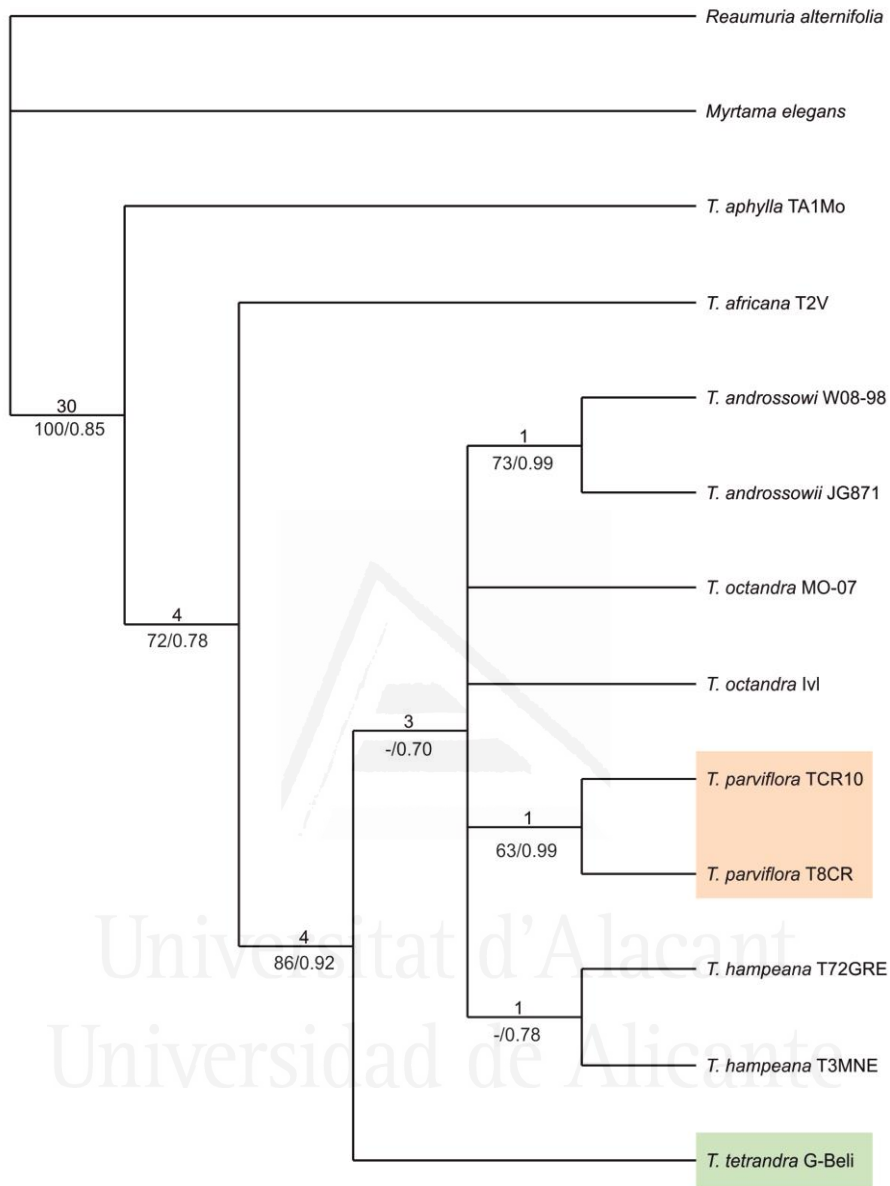 Reaumuria alternifolia
Myrtama elegans
T. aphylla TA1Mo
T. africana T2V
T. androssowi W08-98
30
100/0.85
1
73/0.99
T. androssowii JG871
T. octandra MO-07
4
72/0.78
T. octandra IvI
3
-/0.70
T. parviflora TCR10
1
63/0.99
T. parviflora T8CR
4
86/0.92
T. hampeana T72GRE
1
-/0.78
T. hampeana T3MNE
T. tetrandra G-Beli
Universitat d'Alacant
Universidad de Alicante